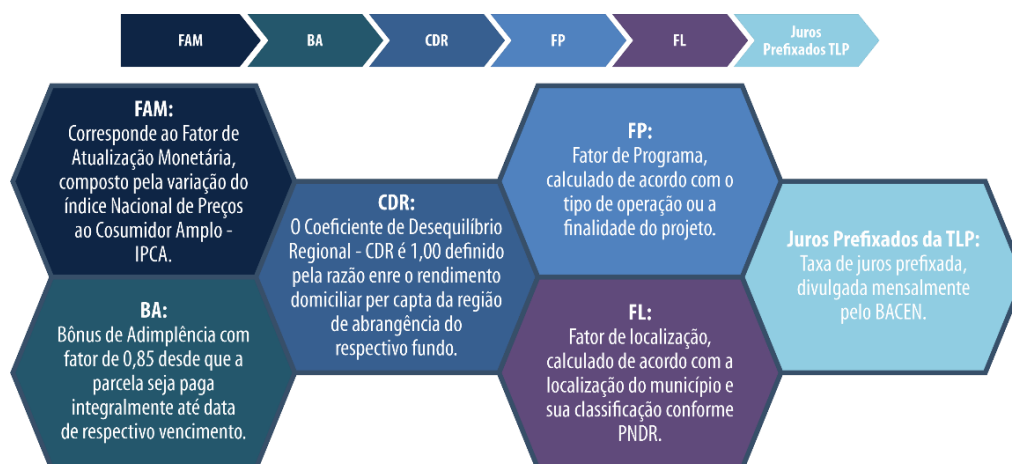 FAM
BA
CDR
FP
FL
Juros
Prefixados TLP
FAM:
Corresponde ao Fator de
Atualização Monetária,
composto pela variação do
índice Nacional de Preços
ao Cosumidor Amplo -
IPCA.
BA:
Bônus de Adimplência com
fator de 0,85 desde que a
parcela seja paga
integralmente até data
de respectivo vencimento.
CDR:
O Coeficiente de Desequilíbrio
Regional - CDR é 1,00 definido
pela razão enre o rendimento
domiciliar per capta da região
de abrangência do
respectivo fundo.
FP:
Fator de Programa,
calculado de acordo com o
tipo de operação ou a
finalidade do projeto.
FL:
Fator de localização,
calculado de acordo com a
localização do município e
sua classificação conforme
PNDR.
Juros Prefixados da TLP:
Taxa de juros prefixada,
divulgada mensalmente
pelo BACEN.